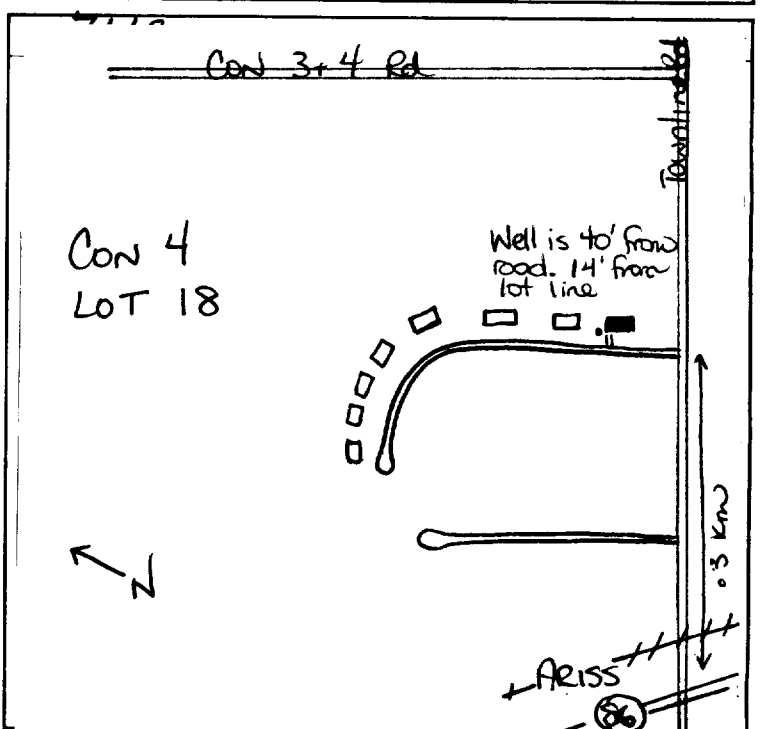 CON 3+4 Rd
Townline Rd
CON 4
LOT 18
Well is 40' from
road. 14' from
lot line
.3 Km
N
ARISS
86